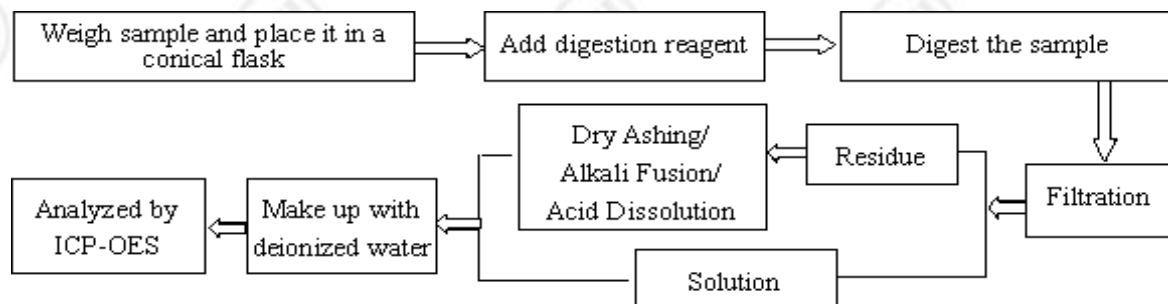 Weigh sample and place it in a
conical flask
Add digestion reagent
Digest the sample
Filtration
Residue
Dry Ashing/
Alkali Fusion/
Acid Dissolution
Solution
Make up with
deionized water
Analyzed by
ICP-OES